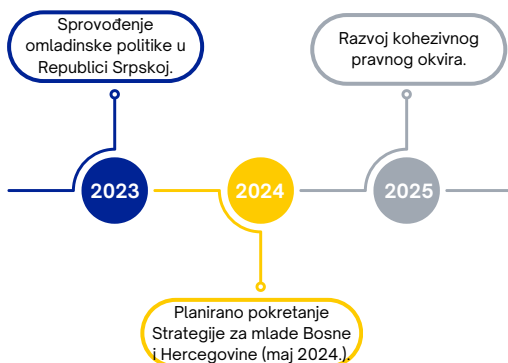 Sprovođenje
omladinske politike u
Republici Srpskoj.
Razvoj kohezivnog
pravnog okvira.
2023
2024
2025
Planirano pokretanje
Strategije za mlade Bosne
i Hercegovine (maj 2024.).